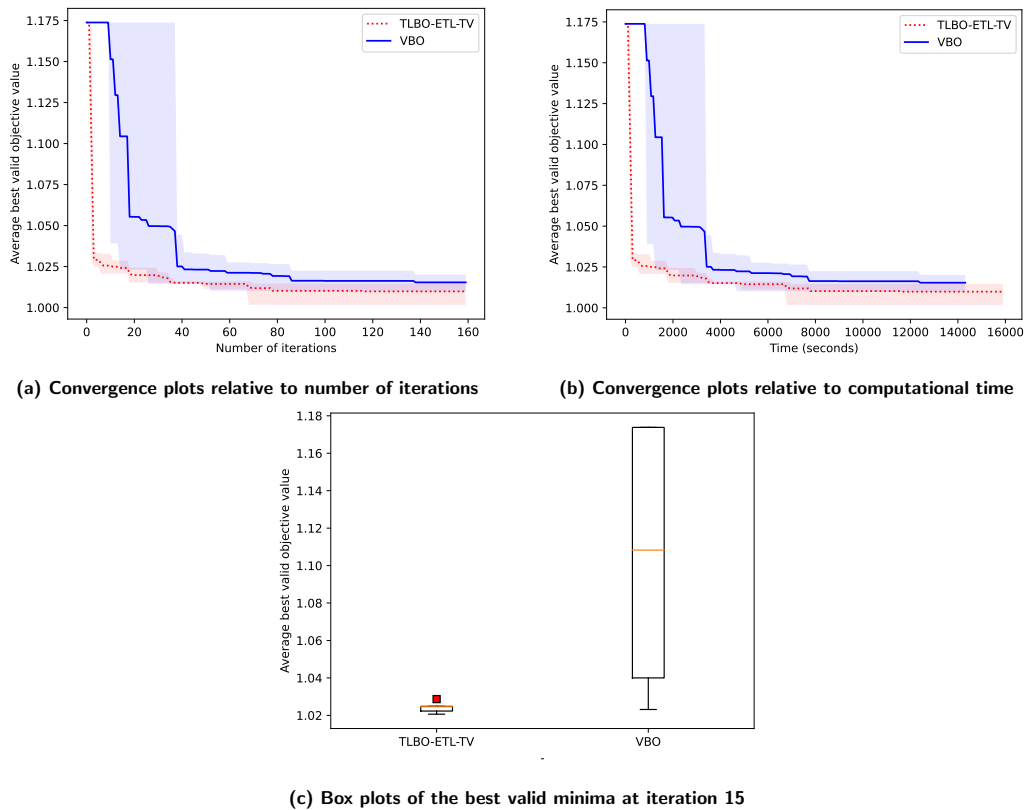 1.175
1.150
1.125
1.100
1.075
1.050
1.025
1.000
Average best valid objective value
TLBO-ETL-TV
VBO
0 20 40 60 80 100 120 140 160
Number of iterations
(a) Convergence plots relative to number of iterations
1.175
1.150
1.125
1.100
1.075
1.050
1.025
1.000
Average best valid objective value
TLBO-ETL-TV
VBO
0 2000 4000 6000 8000 10000 12000 14000 16000
Time (seconds)
(b) Convergence plots relative to computational time
1.18
1.16
1.14
1.12
1.10
1.08
1.06
1.04
1.02
Average best valid objective value
TLBO-ETL-TV VBO
-
(c) Box plots of the best valid minima at iteration 15